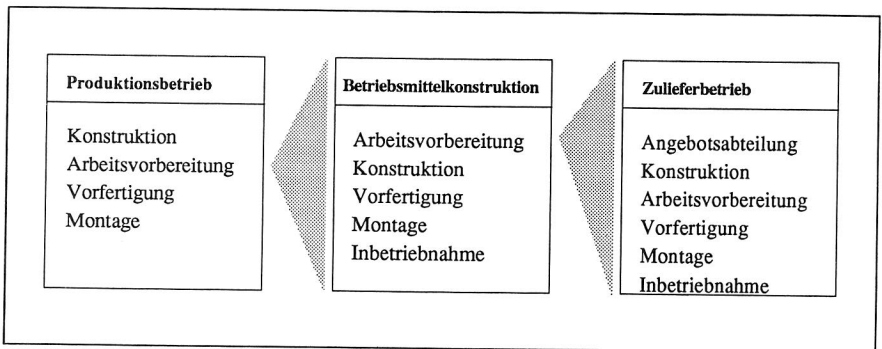 Produktionsbetrieb
Konstruktion
Arbeitsvorbereitung
Vorfertigung
Montage
Betriebsmittelkonstruktion
Arbeitsvorbereitung
Konstruktion
Vorfertigung
Montage
Inbetriebnahme
Zulieferbetrieb
Angebotsabteilung
Konstruktion
Arbeitsvorbereitung
Vorfertigung
Montage
Inbetriebnahme